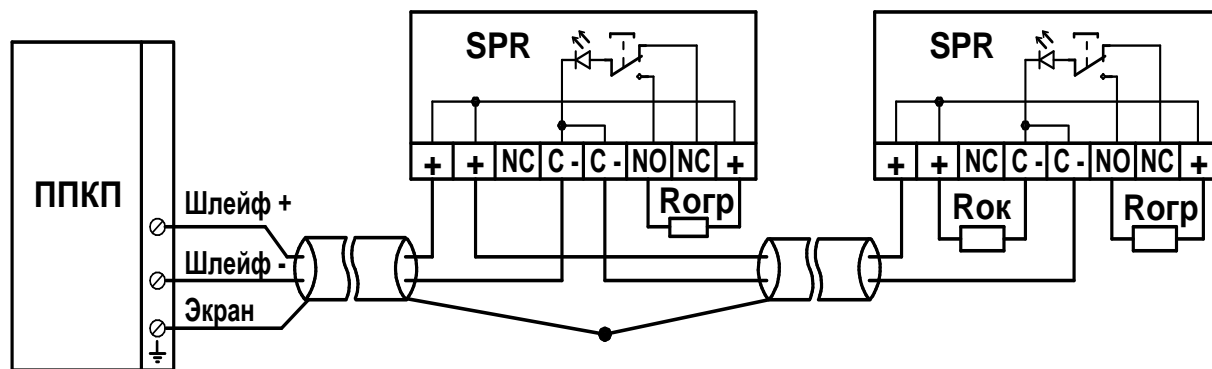 SPR
SPR
+ + NC C - C - NO NC +
+ + NC C - C - NO NC +
ППКП
Шлейф +
Rогр
Rок
Rогр
Шлейф -
Экран